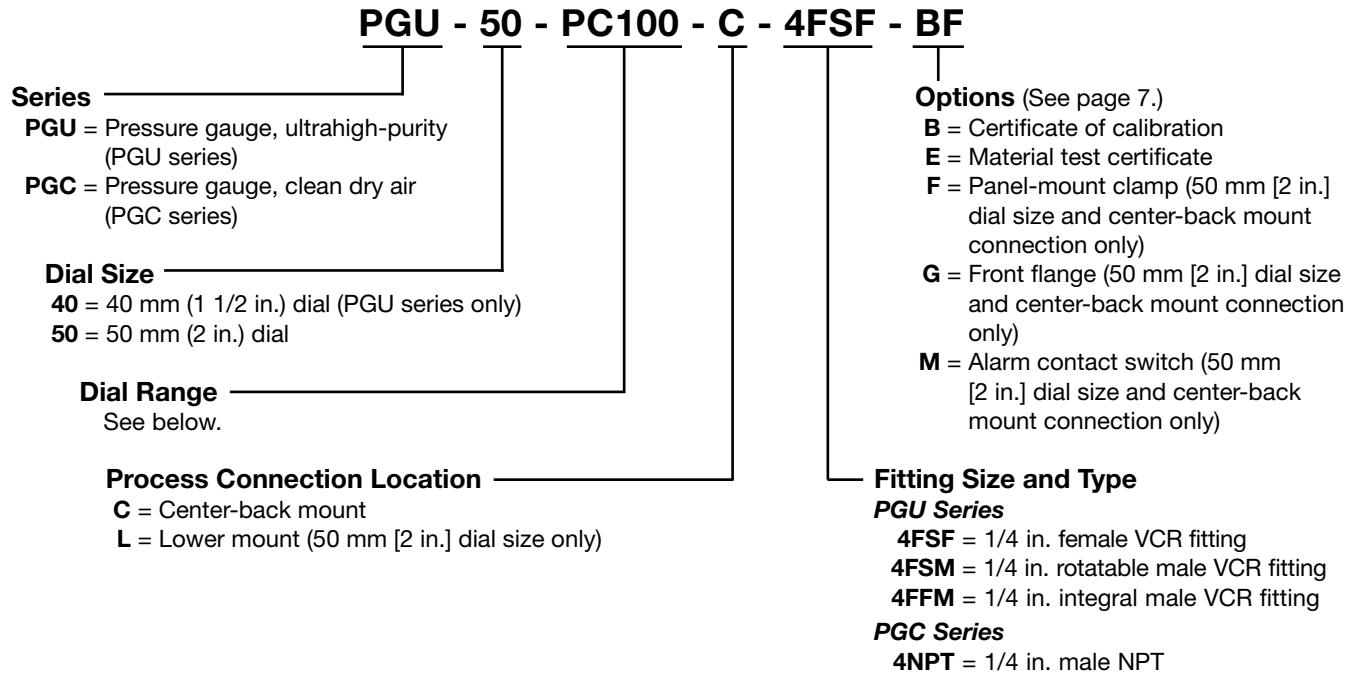 PGU - 50 - PC100 - C - 4FSF - BF
Series
PGU = Pressure gauge, ultrahigh-purity
(PGU series)
PGC = Pressure gauge, clean dry air
(PGC series)
Dial Size
40 = 40 mm (1 1/2 in.) dial (PGU series only)
50 = 50 mm (2 in.) dial
Dial Range
See below.
Process Connection Location
C = Center-back mount
L = Lower mount (50 mm [2 in.] dial size only)
Options (See page 7.)
B = Certificate of calibration
E = Material test certificate
F = Panel-mount clamp (50 mm [2 in.]
dial size and center-back mount
connection only)
G = Front flange (50 mm [2 in.] dial size
and center-back mount connection
only)
M = Alarm contact switch (50 mm
[2 in.] dial size and center-back
mount connection only)
Fitting Size and Type
PGU Series
4FSF = 1/4 in. female VCR fitting
4FSM = 1/4 in. rotatable male VCR fitting
4FFM = 1/4 in. integral male VCR fitting
PGC Series
4NPT = 1/4 in. male NPT